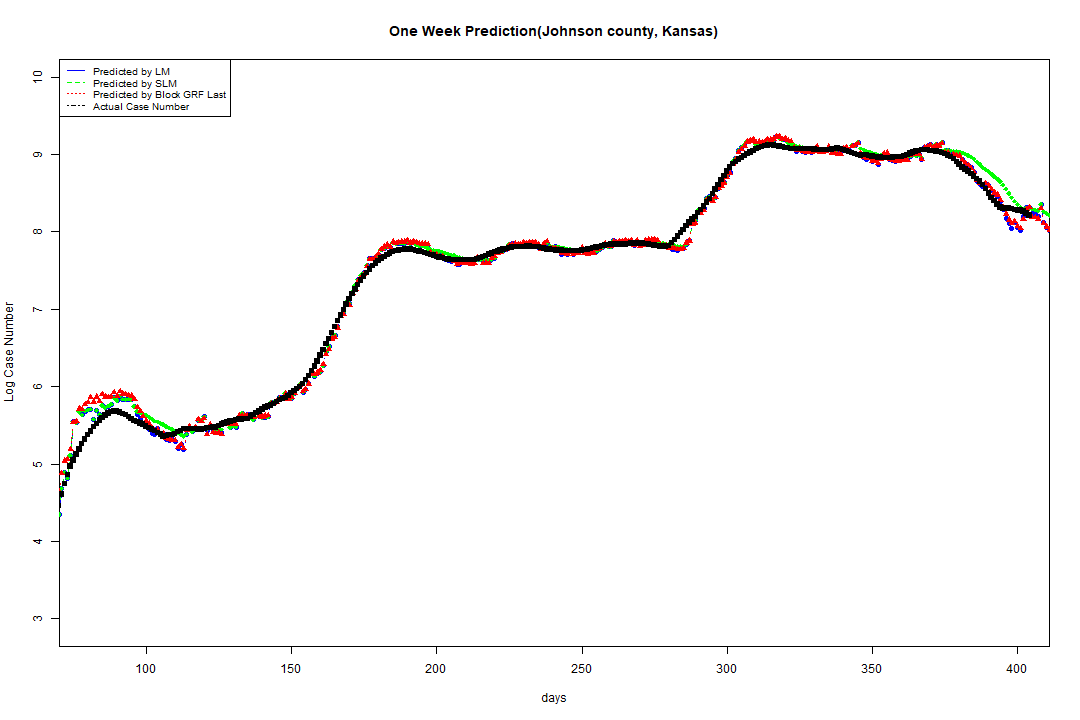 One Week Prediction(Johnson county, Kansas)
Predicted by LM
Predicted by SLM
Predicted by Block GRF Last
Actual Case Number
10
9
8
7
6
5
4
3
Log Case Number
100 150 200 250 300 350 400
days